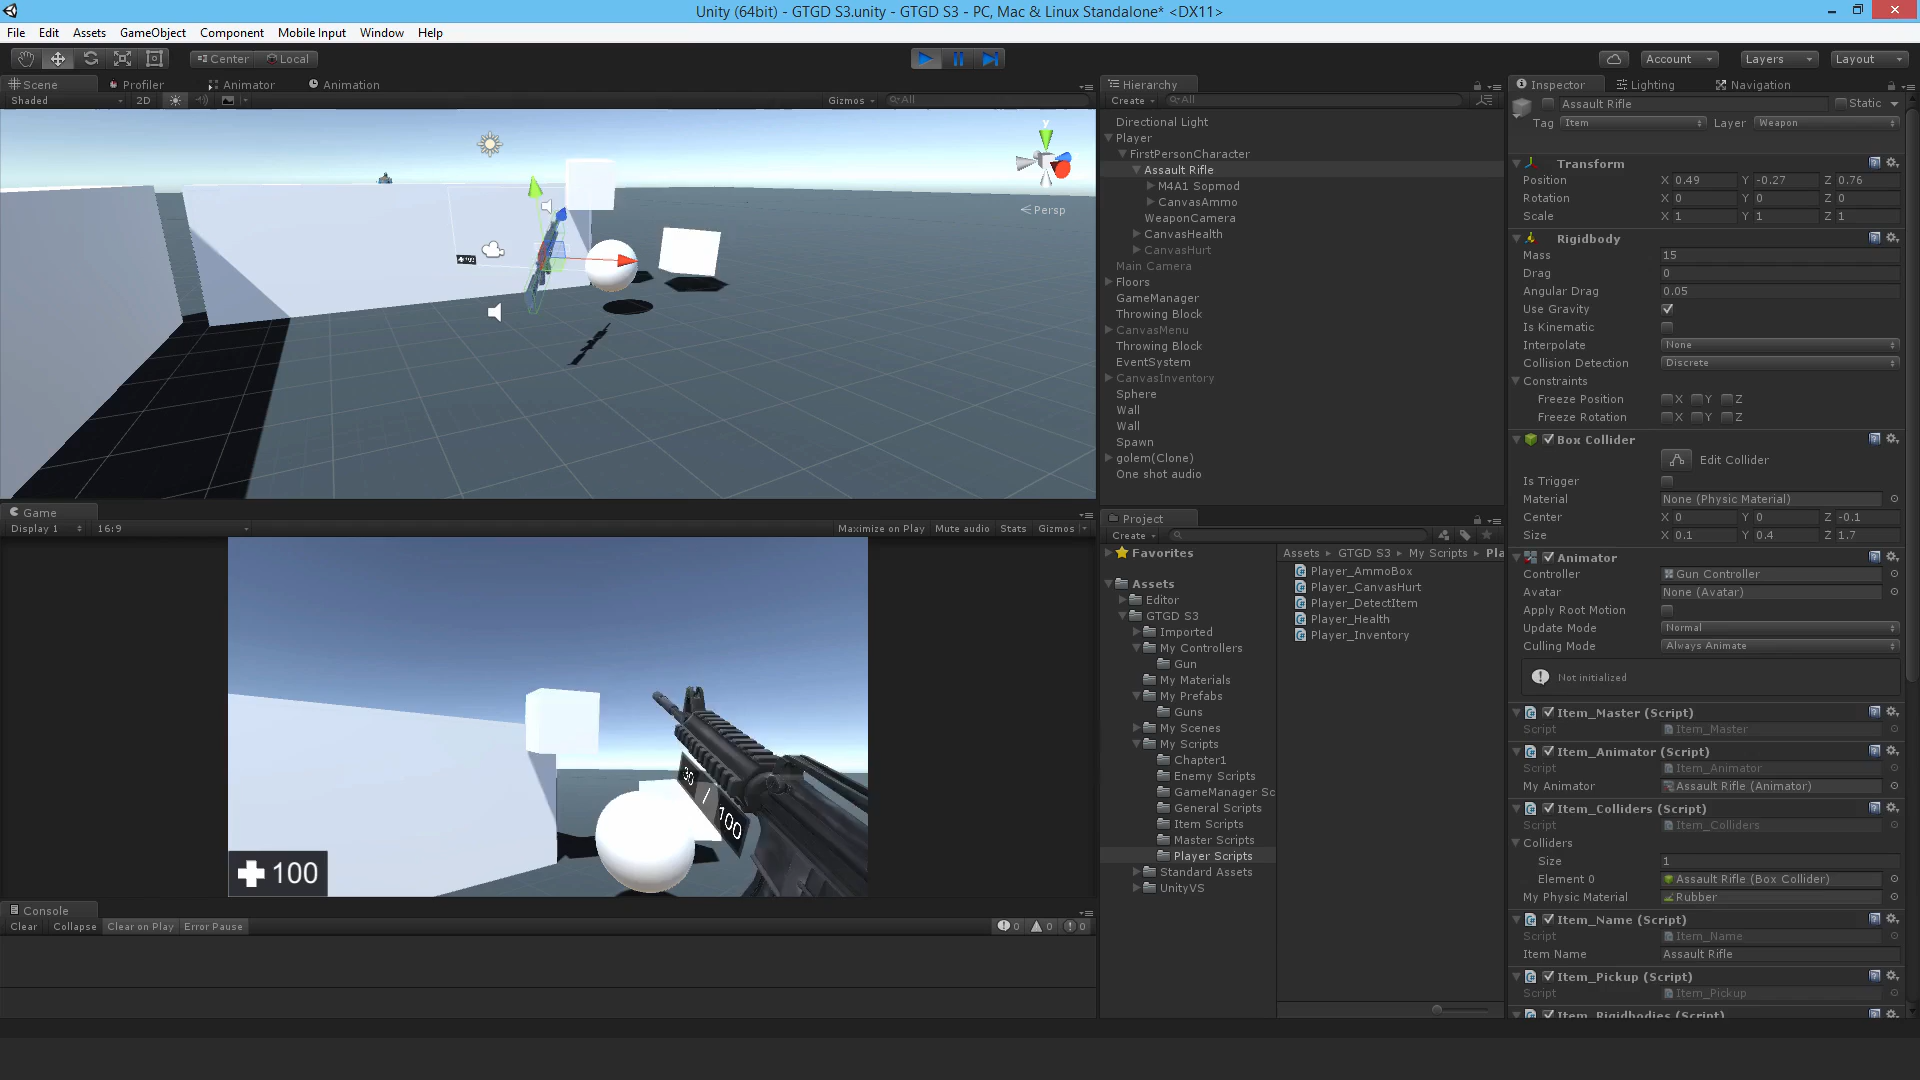 Unity (64bit) - GTGD S3.unity - GTGD S3 - PC, Mac & Linux Standalone* <DX11>
File Edit Assets GameObject Component Mobile Input Window Help
Center Local
Account Layers Layout
Scene Profiler Animator Animation
Shaded 2D Gizmos All
y
Persp
Game
Display 1 16:9 Maximize on Play Mute audio Stats Gizmos
30 / 100
100
Console
Clear Collapse Clear on Play Error Pause 0 0 0
Hierarchy
Create All
Directional Light
Player
FirstPersonCharacter
Assault Rifle
M4A1 Sopmod
CanvasAmmo
WeaponCamera
CanvasHealth
CanvasHurt
Main Camera
Floors
GameManager
Throwing Block
CanvasMenu
Throwing Block
EventSystem
CanvasInventory
Sphere
Wall
Wall
Spawn
golem(Clone)
One shot audio
Project
Create
Favorites
Assets
Editor
GTGD S3
Imported
My Controllers
Gun
My Materials
My Prefabs
Guns
My Scenes
My Scripts
Chapter1
Enemy Scripts
GameManager Sc
General Scripts
Item Scripts
Master Scripts
Player Scripts
Standard Assets
UnityVS
Assets GTGD S3 My Scripts Pla
Player_AmmoBox
Player_CanvasHurt
Player_DetectItem
Player_Health
Player_Inventory
Inspector Lighting Navigation
Assault Rifle Static
Tag Item Layer Weapon
Transform
Position X 0.49 Y -0.27 Z 0.76
Rotation X 0 Y 0 Z 0
Scale X 1 Y 1 Z 1
Rigidbody
Mass 15
Drag 0
Angular Drag 0.05
Use Gravity
Is Kinematic
Interpolate None
Collision Detection Discrete
Constraints
Freeze Position X Y Z
Freeze Rotation X Y Z
Box Collider
Edit Collider
Is Trigger
Material None (Physic Material)
Center X 0 Y 0 Z -0.1
Size X 0.1 Y 0.4 Z 1.7
Animator
Controller Gun Controller
Avatar None (Avatar)
Apply Root Motion
Update Mode Normal
Culling Mode Always Animate
Not initialized
Item_Master (Script)
Script Item_Master
Item_Animator (Script)
Script Item_Animator
My Animator Assault Rifle (Animator)
Item_Colliders (Script)
Script Item_Colliders
Colliders
Size 1
Element 0 Assault Rifle (Box Collider)
My Physic Material Rubber
Item_Name (Script)
Script Item_Name
Item Name Assault Rifle
Item_Pickup (Script)
Script Item_Pickup
Item_Rigidbodies (Script)